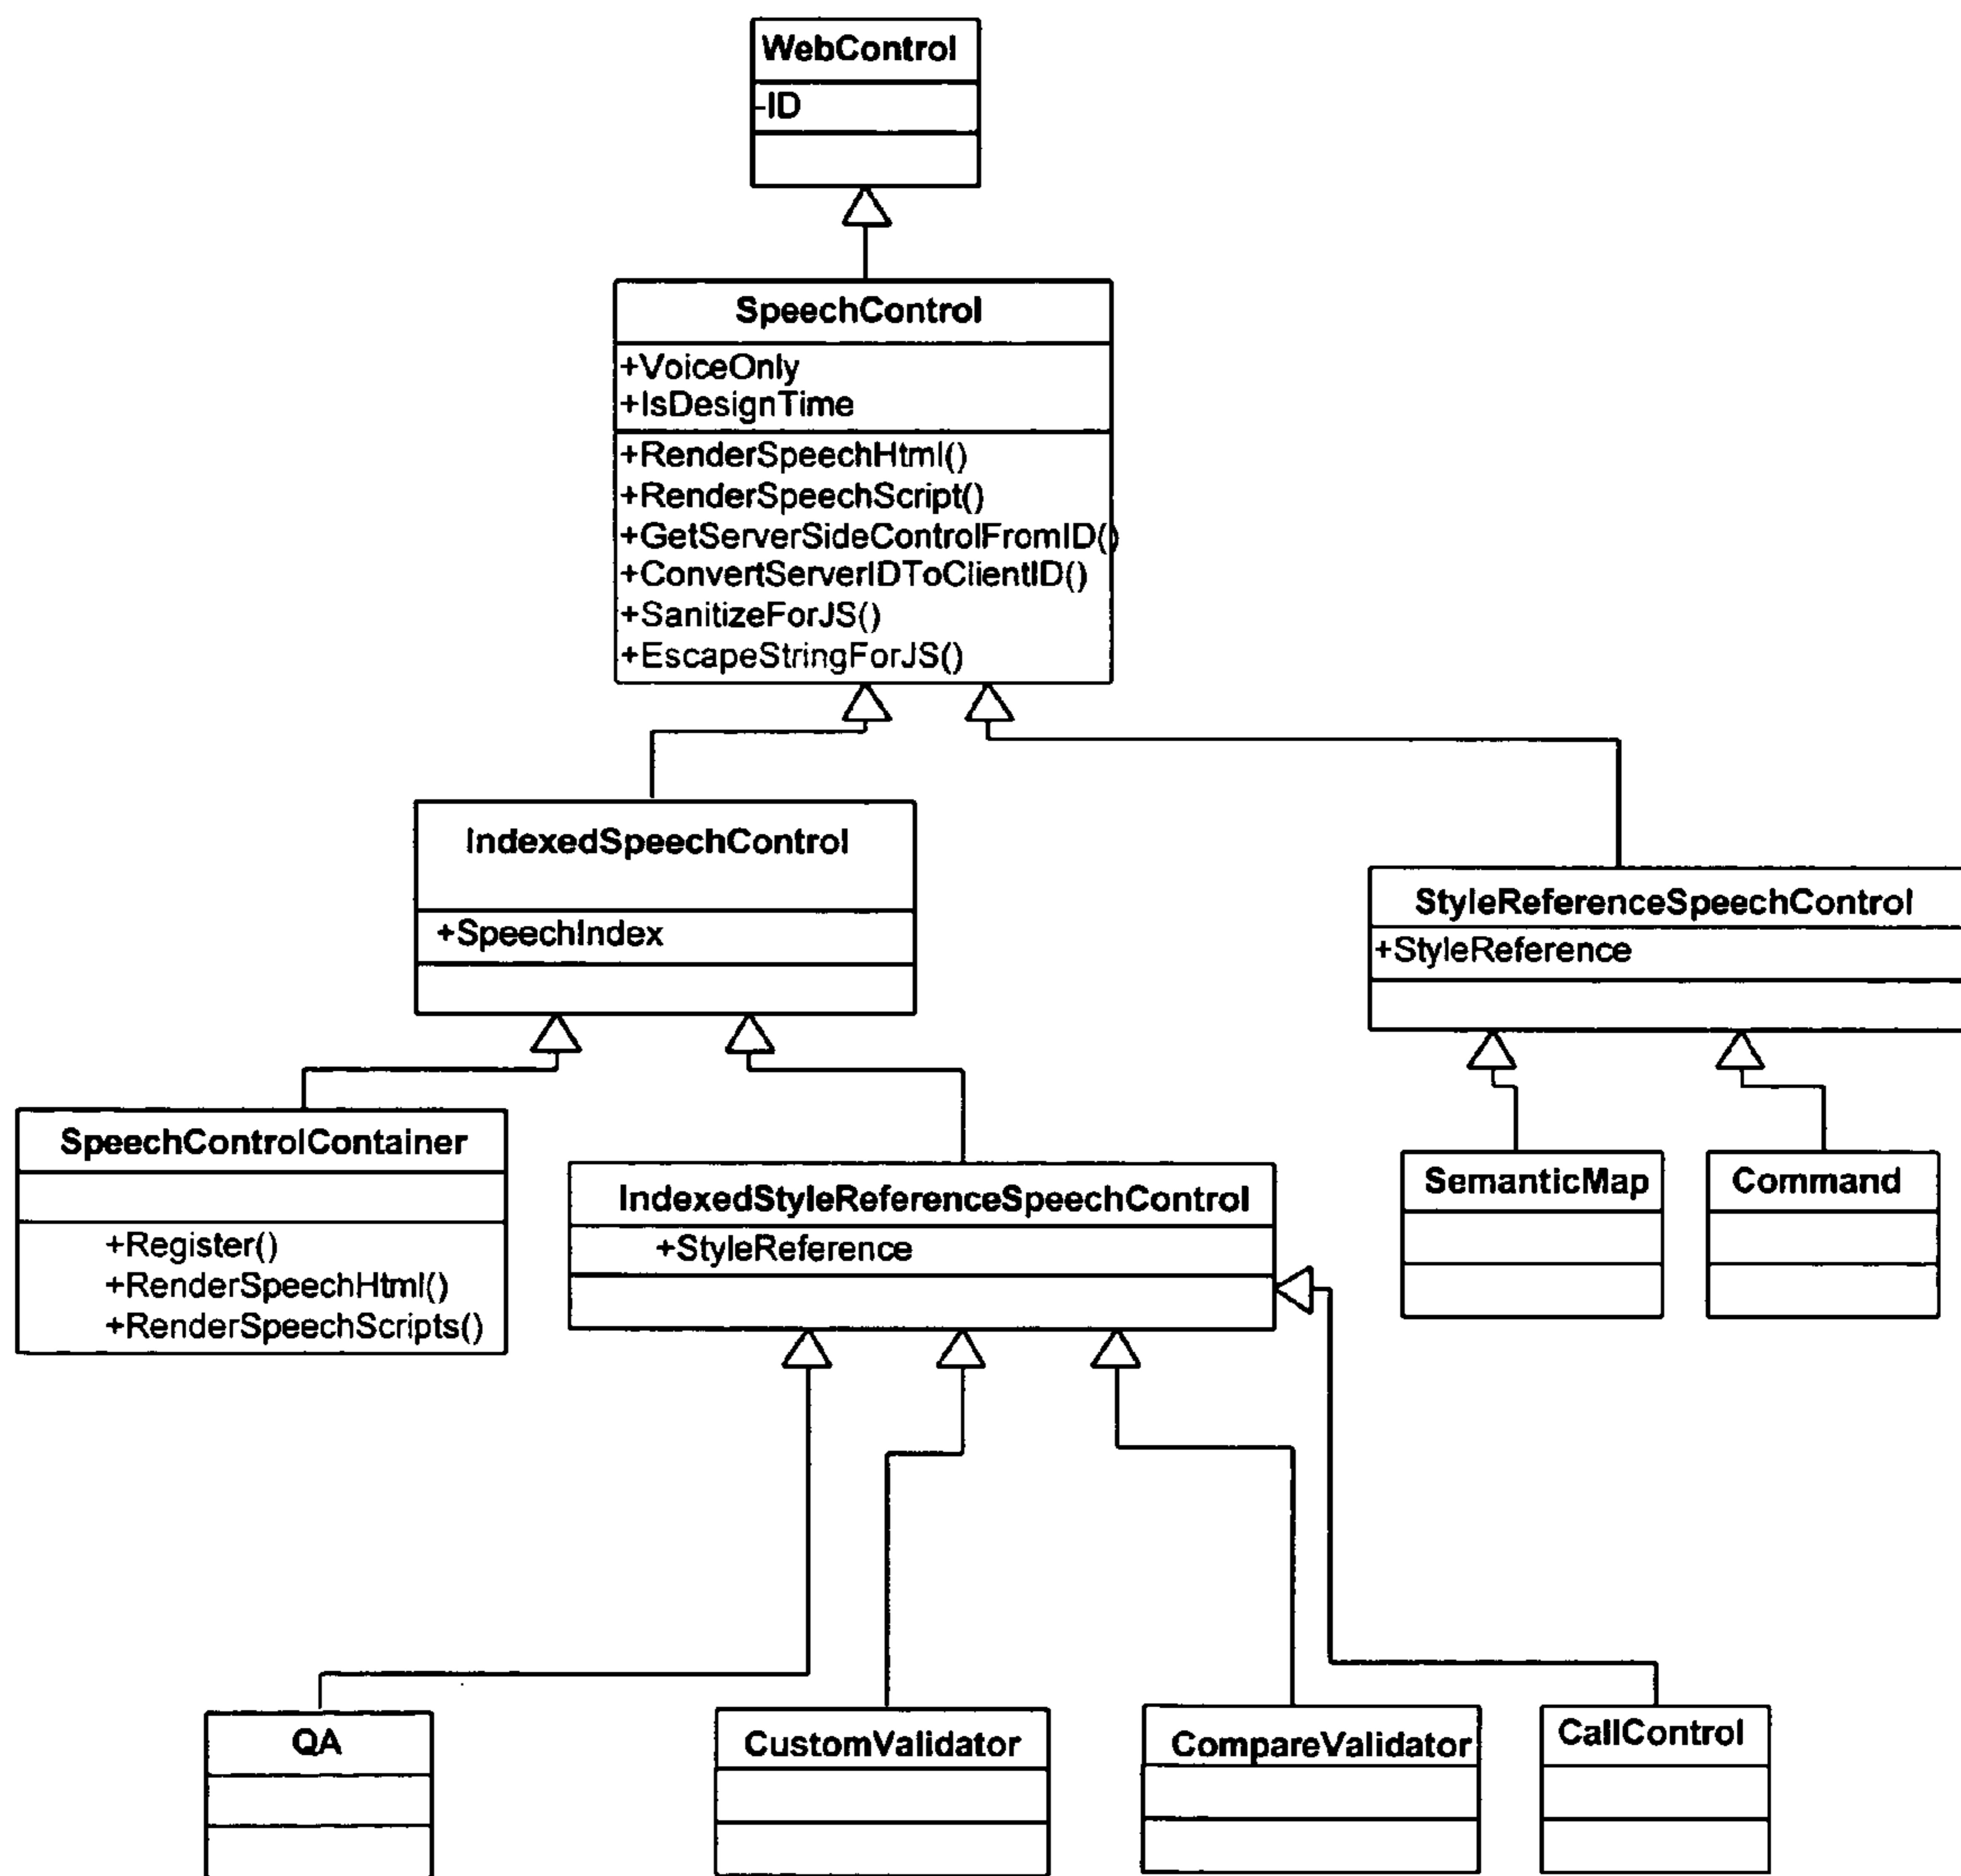 WebControl
-ID
SpeechControl
+VoiceOnly
+IsDesignTime
+RenderSpeechHtml()
+RenderSpeechScript()
+GetServerSideControlFromID()
+ConvertServerIDToClientID()
+SanitizeForJS()
+EscapeStringForJS()
IndexedSpeechControl
+SpeechIndex
StyleReferenceSpeechControl
+StyleReference
SpeechControlContainer
+Register()
+RenderSpeechHtml()
+RenderSpeechScripts()
IndexedStyleReferenceSpeechControl
+StyleReference
SemanticMap
Command
QA
CustomValidator
CompareValidator
CallControl